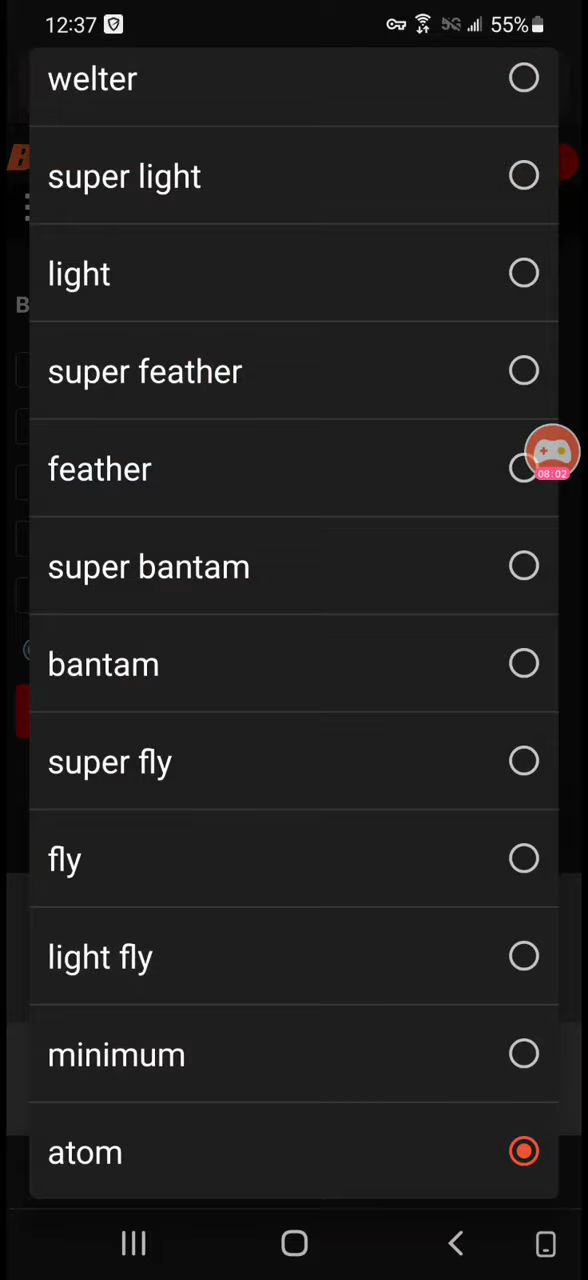 12:37 5G 55%
welter
super light
light
super feather
feather
08:02
super bantam
bantam
super fly
fly
light fly
minimum
atom
B
B